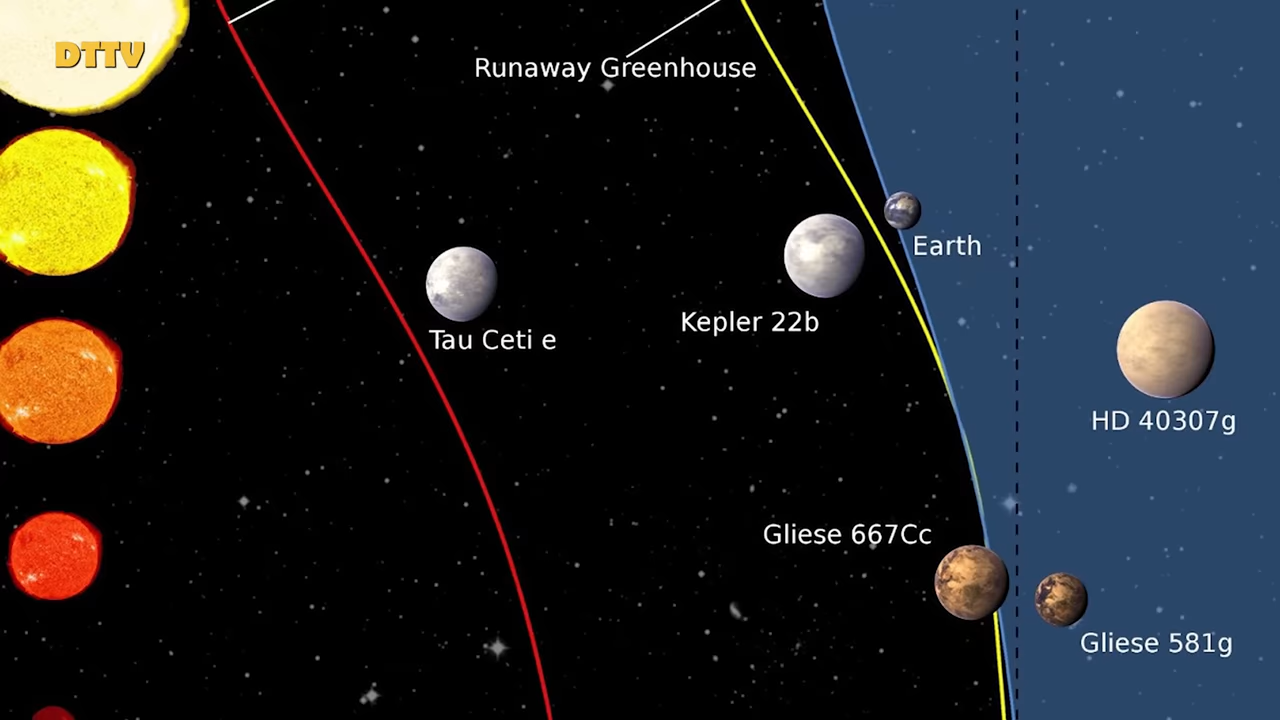 DTTV
Runaway Greenhouse
Earth
Kepler 22b
Tau Ceti e
HD 40307g
Gliese 667Cc
Gliese 581g